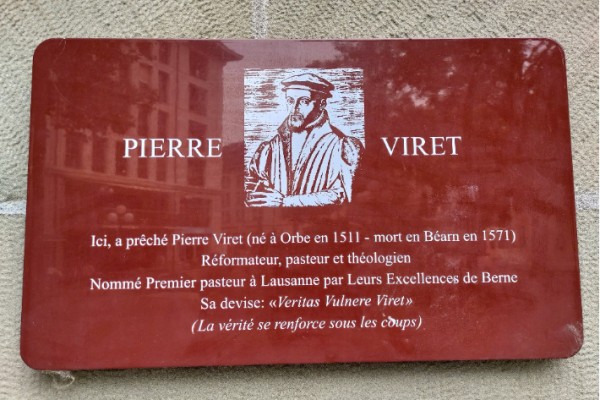 PIERRE VIRET
Ici, a prêché Pierre Viret (né à Orbe en 1511 - mort en Béarn en 1571)
Réformateur, pasteur et théologien
Nommé Premier pasteur à Lausanne par Leurs Excellences de Berne
Sa devise: «Veritas Vulnere Viret»
(La vérité se renforce sous les coups)